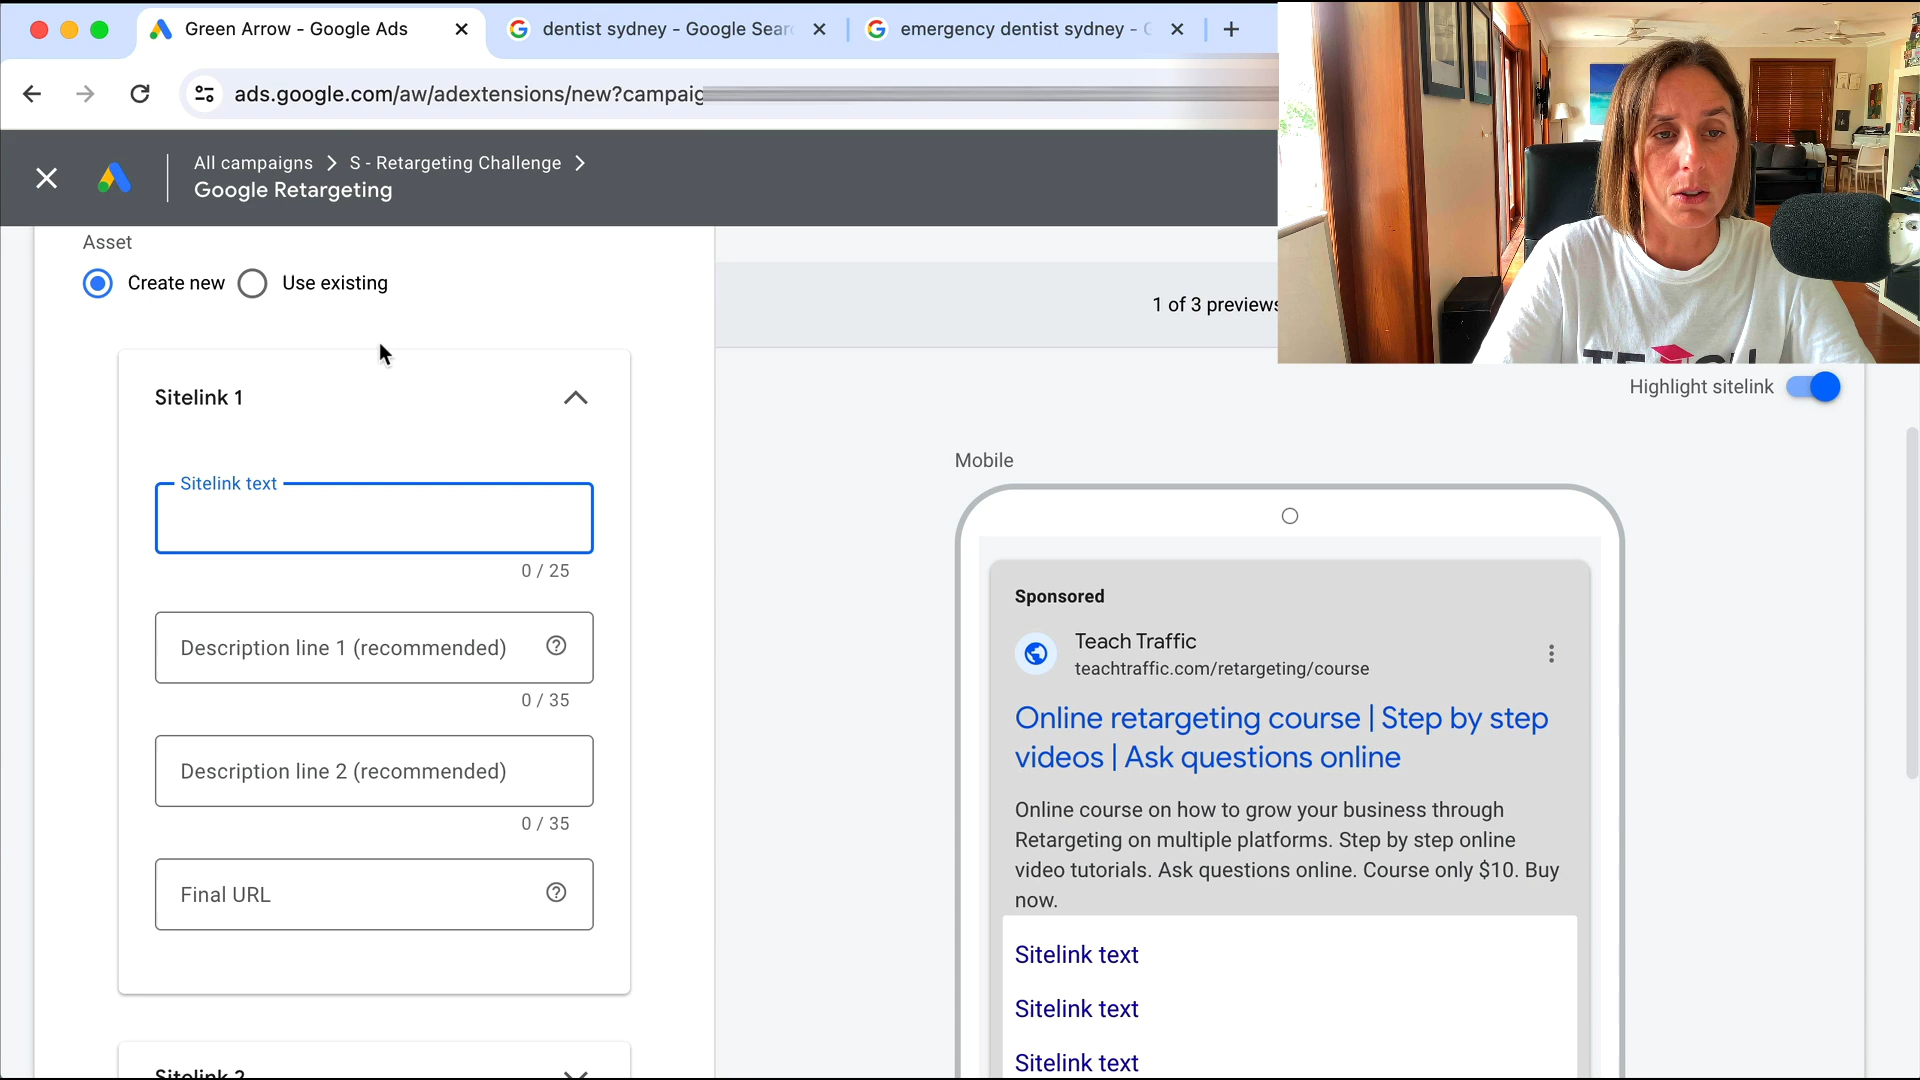 Green Arrow - Google Ads
dentist sydney - Google Sear
emergency dentist sydney -
ads.google.com/aw/adextensions/new?campaig
All campaigns > S - Retargeting Challenge >
Google Retargeting
Asset
Create new
Use existing
Sitelink 1
Sitelink text
0 / 25
Description line 1 (recommended)
0 / 35
Description line 2 (recommended)
0 / 35
Final URL
Sitelink 2
1 of 3 previews
Highlight sitelink
Mobile
Sponsored
Teach Traffic
teachtraffic.com/retargeting/course
Online retargeting course | Step by step
videos | Ask questions online
Online course on how to grow your business through
Retargeting on multiple platforms. Step by step online
video tutorials. Ask questions online. Course only $10. Buy
now.
Sitelink text
Sitelink text
Sitelink text